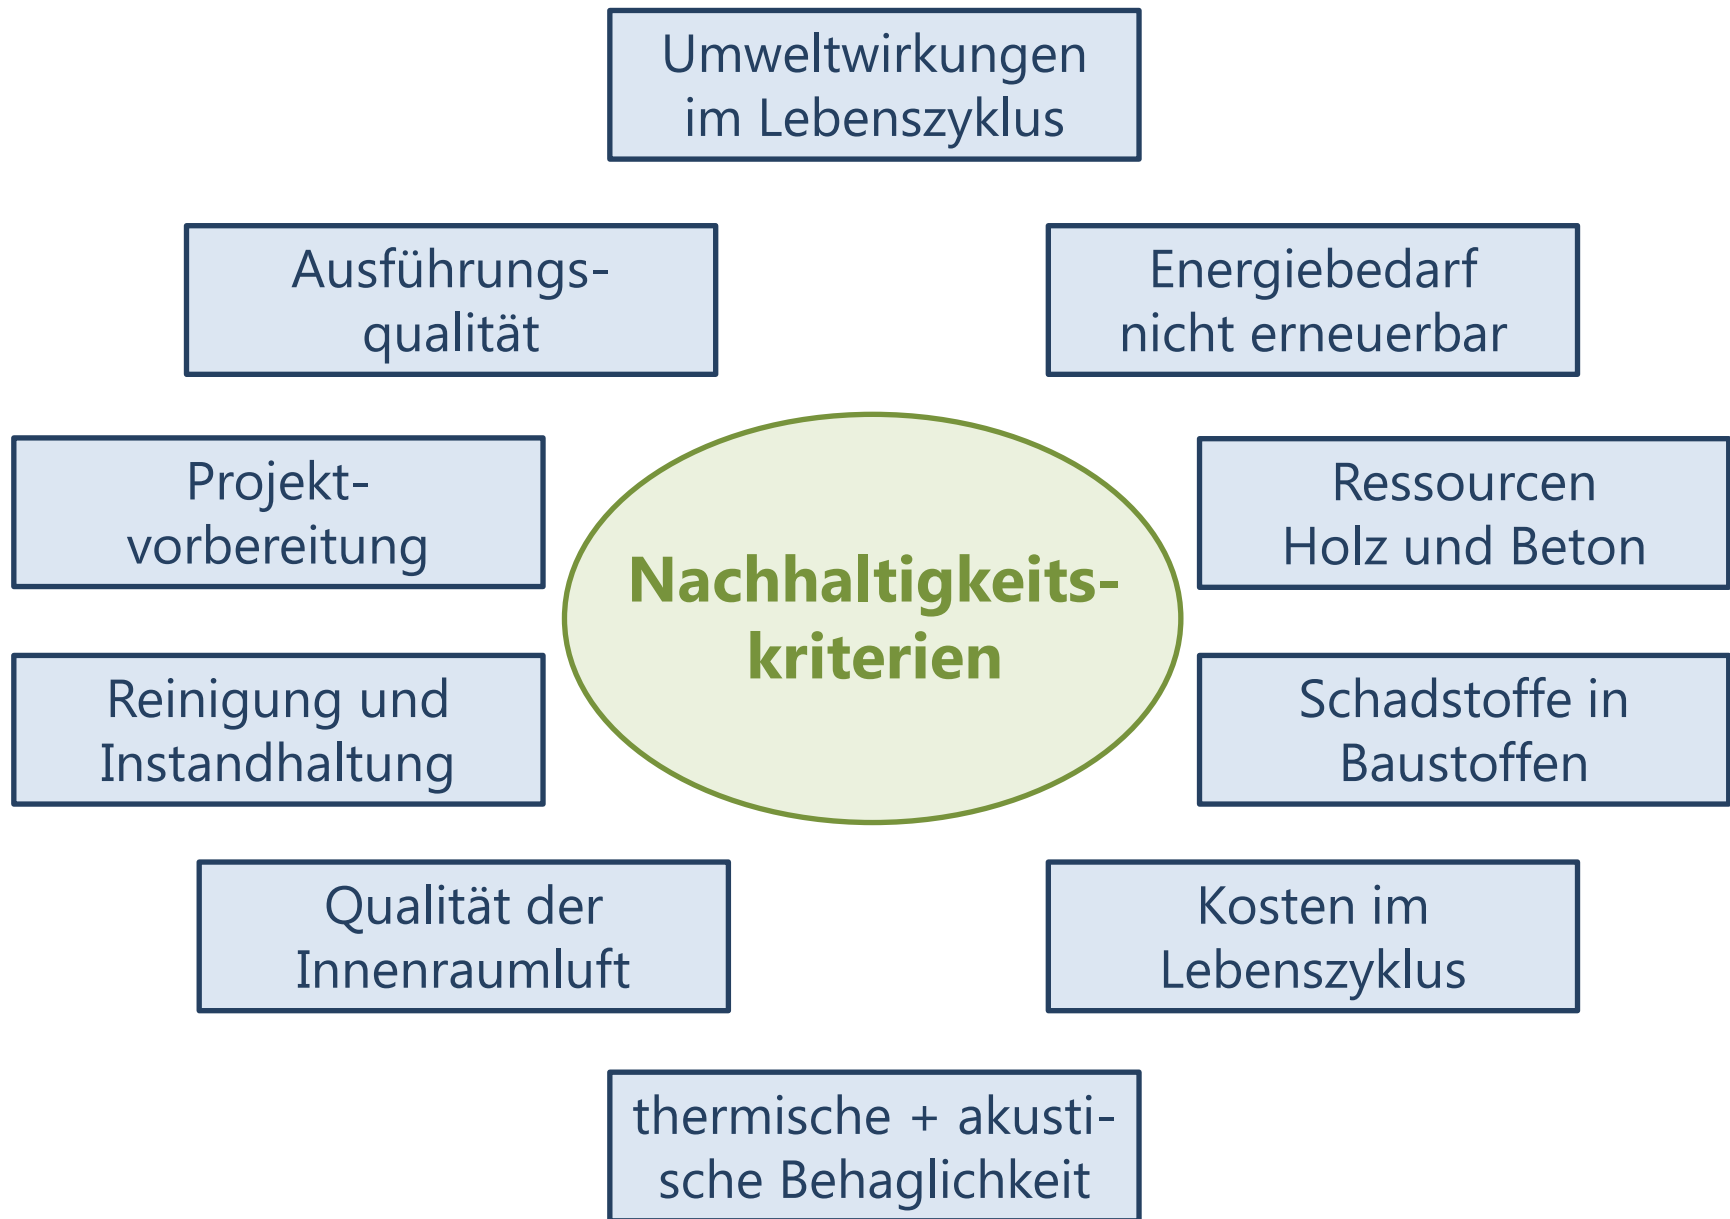 Umweltwirkungen
im Lebenszyklus
Ausführungs-
qualität
Energiebedarf
nicht erneuerbar
Projekt-
vorbereitung
Ressourcen
Holz und Beton
Nachhaltigkeits-
kriterien
Reinigung und
Instandhaltung
Schadstoffe in
Baustoffen
Qualität der
Innenraumluft
Kosten im
Lebenszyklus
thermische + akusti-
sche Behaglichkeit